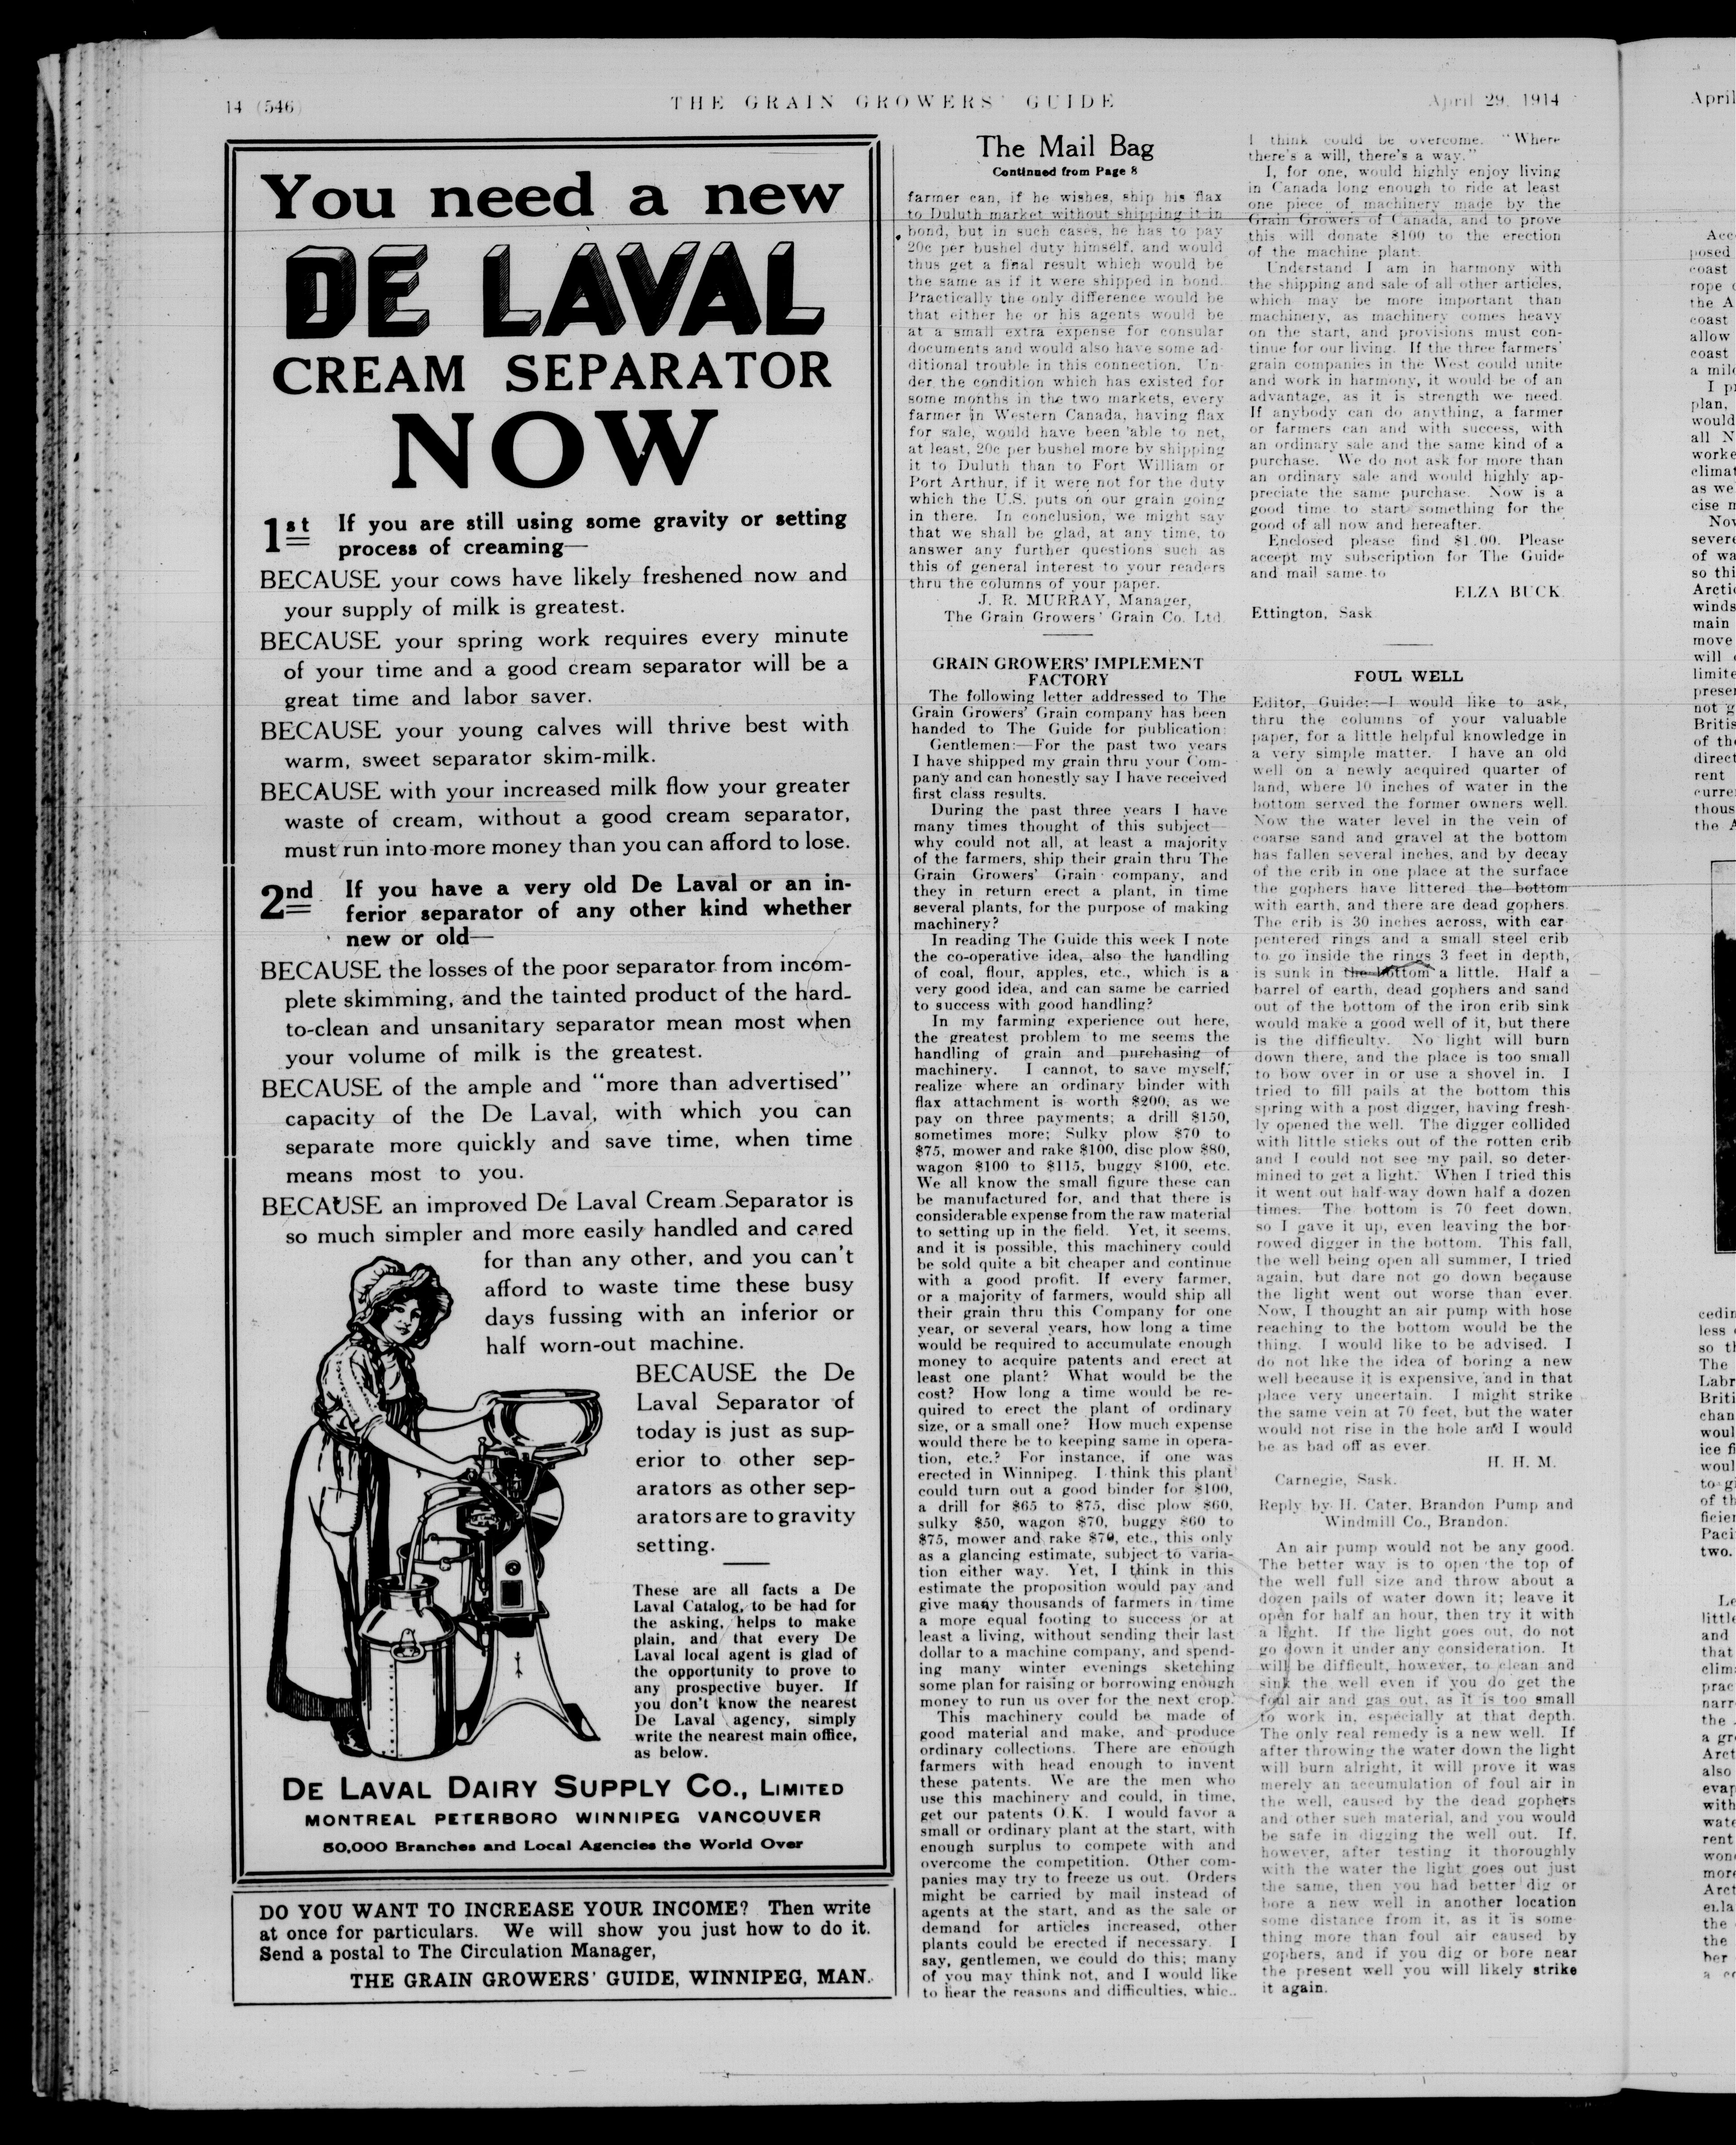 14 (546)
THE GRAIN GROWERS' GUIDE
April 29, 1914
You need a new
DE LAVAL
CREAM SEPARATOR
NOW
1st If you are still using some gravity or setting
process of creaming—
BECAUSE your cows have likely freshened now and
your supply of milk is greatest.
BECAUSE your spring work requires every minute
of your time and a good cream separator will be a
great time and labor saver.
BECAUSE your young calves will thrive best with
warm, sweet separator skim-milk.
BECAUSE with your increased milk flow your greater
waste of cream, without a good cream separator,
must run into more money than you can afford to lose.
2nd If you have a very old De Laval or an in-
ferior separator of any other kind whether
new or old—
BECAUSE the losses of the poor separator from incom-
plete skimming, and the tainted product of the hard-
to-clean and unsanitary separator mean most when
your volume of milk is the greatest.
BECAUSE of the ample and "more than advertised"
capacity of the De Laval, with which you can
separate more quickly and save time, when time
means most to you.
BECAUSE an improved De Laval Cream Separator is
so much simpler and more easily handled and cared
for than any other, and you can't
afford to waste time these busy
days fussing with an inferior or
half worn-out machine.
BECAUSE the De
Laval Separator of
today is just as sup-
erior to other sep-
arators as other sep-
arators are to gravity
setting.
These are all facts a De
Laval Catalog, to be had for
the asking, helps to make
plain, and that every De
Laval local agent is glad of
the opportunity to prove to
any prospective buyer. If
you don't know the nearest
De Laval agency, simply
write the nearest main office,
as below.
DE LAVAL DAIRY SUPPLY CO., LIMITED
MONTREAL PETERBORO WINNIPEG VANCOUVER
50,000 Branches and Local Agencies the World Over
DO YOU WANT TO INCREASE YOUR INCOME? Then write
at once for particulars. We will show you just how to do it.
Send a postal to The Circulation Manager,
THE GRAIN GROWERS' GUIDE, WINNIPEG, MAN.
The Mail Bag
Continued from Page 8
farmer can, if he wishes, ship his flax
to Duluth market without shipping it in
bond, but in such cases, he has to pay
20c per bushel duty himself, and would
thus get a final result which would be
the same as if it were shipped in bond.
Practically the only difference would be
that either he or his agents would be
at a small extra expense for consular
documents and would also have some ad-
ditional trouble in this connection. Un-
der the condition which has existed for
some months in the two markets, every
farmer in Western Canada, having flax
for sale, would have been able to net,
at least, 20c per bushel more by shipping
it to Duluth than to Fort William or
Port Arthur, if it were not for the duty
which the U.S. puts on our grain going
in there. In conclusion, we might say
that we shall be glad, at any time, to
answer any further questions such as
this of general interest to your readers
thru the columns of your paper.
J. R. MURRAY, Manager,
The Grain Growers' Grain Co. Ltd.
GRAIN GROWERS' IMPLEMENT
FACTORY
The following letter addressed to The
Grain Growers' Grain company has been
handed to The Guide for publication:
Gentlemen:—For the past two years
I have shipped my grain thru your Com-
pany and can honestly say I have received
first class results.
During the past three years I have
many times thought of this subject—
why could not all, at least a majority
of the farmers, ship their grain thru The
Grain Growers' Grain company, and
they in return erect a plant, in time
several plants, for the purpose of making
machinery?
In reading The Guide this week I note
the co-operative idea, also the handling
of coal, flour, apples, etc., which is a
very good idea, and can same be carried
to success with good handling?
In my farming experience out here,
the greatest problem to me seems the
handling of grain and purchasing of
machinery. I cannot, to save myself,
realize where an ordinary binder with
flax attachment is worth $200, as we
pay on three payments; a drill $150,
sometimes more; Sulky plow $70 to
$75, mower and rake $100, disc plow $80,
wagon $100 to $115, buggy $100, etc.
We all know the small figure these can
be manufactured for, and that there is
considerable expense from the raw material
to setting up in the field. Yet, it seems,
and it is possible, this machinery could
be sold quite a bit cheaper and continue
with a good profit. If every farmer,
or a majority of farmers, would ship all
their grain thru this Company for one
year, or several years, how long a time
would be required to accumulate enough
money to acquire patents and erect at
least one plant? What would be the
cost? How long a time would be re-
quired to erect the plant of ordinary
size, or a small one? How much expense
would there be to keeping same in opera-
tion, etc.? For instance, if one was
erected in Winnipeg. I think this plant
could turn out a good binder for $100,
a drill for $65 to $75, disc plow $60,
sulky $50, wagon $70, buggy $60 to
$75, mower and rake $70, etc., this only
as a glancing estimate, subject to varia-
tion either way. Yet, I think in this
estimate the proposition would pay and
give many thousands of farmers in time
a more equal footing to success or at
least a living, without sending their last
dollar to a machine company, and spend-
ing many winter evenings sketching
some plan for raising or borrowing enough
money to run us over for the next crop.
This machinery could be made of
good material and make, and produce
ordinary collections. There are enough
farmers with head enough to invent
these patents. We are the men who
use this machinery and could, in time,
get our patents O.K. I would favor a
small or ordinary plant at the start, with
enough surplus to compete with and
overcome the competition. Other com-
panies may try to freeze us out. Orders
might be carried by mail instead of
agents at the start, and as the sale or
demand for articles increased, other
plants could be erected if necessary. I
say, gentlemen, we could do this; many
of you may think not, and I would like
to hear the reasons and difficulties, whic..
I think could be overcome. "Where
there's a will, there's a way."
I, for one, would highly enjoy living
in Canada long enough to ride at least
one piece of machinery made by the
Grain Growers of Canada, and to prove
this will donate $100 to the erection
of the machine plant.
Understand I am in harmony with
the shipping and sale of all other articles,
which may be more important than
machinery, as machinery comes heavy
on the start, and provisions must con-
tinue for our living. If the three farmers'
grain companies in the West could unite
and work in harmony, it would be of an
advantage, as it is strength we need.
If anybody can do anything, a farmer
or farmers can and with success, with
an ordinary sale and the same kind of a
purchase. We do not ask for more than
an ordinary sale and would highly ap-
preciate the same purchase. Now is a
good time to start something for the
good of all now and hereafter.
Enclosed please find $1.00. Please
accept my subscription for The Guide
and mail same to
ELZA BUCK.
Ettington, Sask.
FOUL WELL
Editor, Guide:—I would like to ask,
thru the columns of your valuable
paper, for a little helpful knowledge in
a very simple matter. I have an old
well on a newly acquired quarter of
land, where 10 inches of water in the
bottom served the former owners well.
Now the water level in the vein of
coarse sand and gravel at the bottom
has fallen several inches, and by decay
of the crib in one place at the surface
the gophers have littered the bottom
with earth, and there are dead gophers.
The crib is 30 inches across, with car-
pentered rings and a small steel crib
to go inside the rings 3 feet in depth,
is sunk in the bottom a little. Half a
barrel of earth, dead gophers and sand
out of the bottom of the iron crib sink
would make a good well of it, but there
is the difficulty. No light will burn
down there, and the place is too small
to bow over in or use a shovel in. I
tried to fill pails at the bottom this
spring with a post digger, having fresh-
ly opened the well. The digger collided
with little sticks out of the rotten crib
and I could not see my pail, so deter-
mined to get a light. When I tried this
it went out half-way down half a dozen
times. The bottom is 70 feet down,
so I gave it up, even leaving the bor-
rowed digger in the bottom. This fall,
the well being open all summer, I tried
again, but dare not go down because
the light went out worse than ever.
Now, I thought an air pump with hose
reaching to the bottom would be the
thing. I would like to be advised. I
do not like the idea of boring a new
well because it is expensive, and in that
place very uncertain. I might strike
the same vein at 70 feet, but the water
would not rise in the hole and I would
be as bad off as ever.
H. H. M.
Carnegie, Sask.
Reply by H. Cater, Brandon Pump and
Windmill Co., Brandon.
An air pump would not be any good.
The better way is to open the top of
the well full size and throw about a
dozen pails of water down it; leave it
open for half an hour, then try it with
a light. If the light goes out, do not
go down it under any consideration. It
will be difficult, however, to clean and
sink the well even if you do get the
foul air and gas out, as it is too small
to work in, especially at that depth.
The only real remedy is a new well. If
after throwing the water down the light
will burn alright, it will prove it was
merely an accumulation of foul air in
the well, caused by the dead gophers
and other such material, and you would
be safe in digging the well out. If,
however, after testing it thoroughly
with the water the light goes out just
the same, then you had better dig or
bore a new well in another location
some distance from it, as it is some-
thing more than foul air caused by
gophers, and if you dig or bore near
the present well you will likely strike
it again.
April